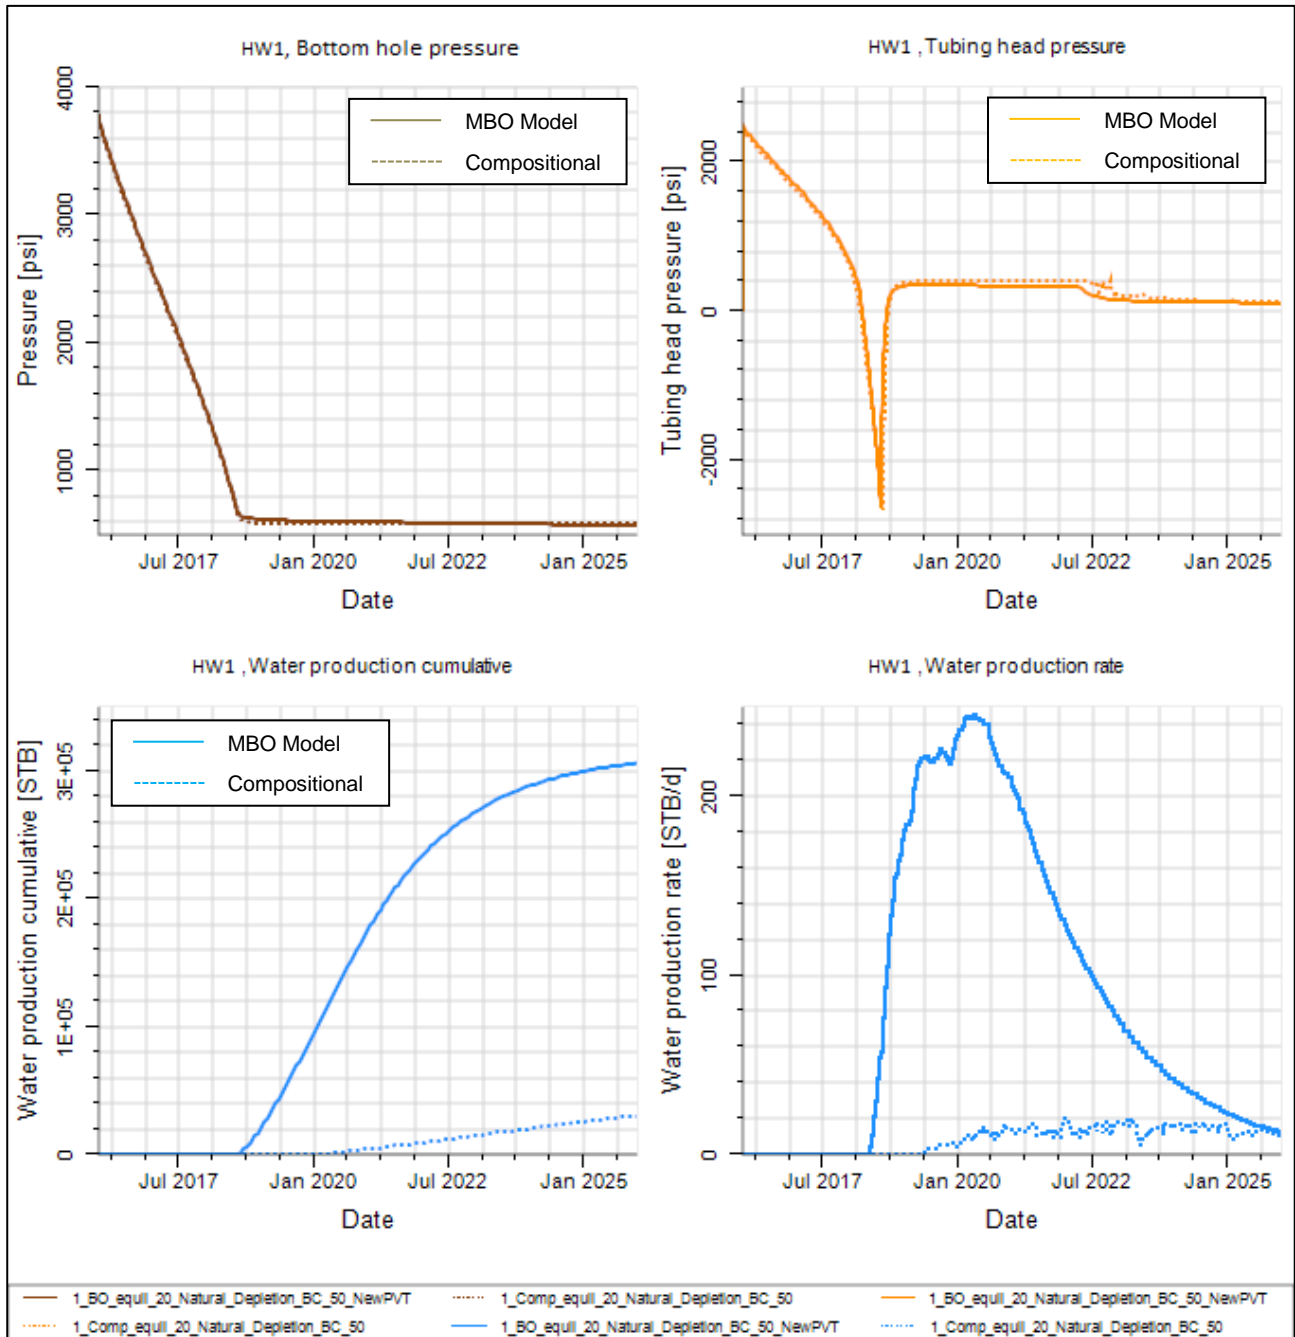 HW1, Bottom hole pressure
Pressure [psi]
4000
3000
2000
1000
MBO Model
Compositional
Jul 2017 Jan 2020 Jul 2022 Jan 2025
Date
HW1 , Tubing head pressure
Tubing head pressure [psi]
2000
0
-2000
MBO Model
Compositional
Jul 2017 Jan 2020 Jul 2022 Jan 2025
Date
HW1 , Water production cumulative
Water production cumulative [STB]
3E+05
2E+05
1E+05
0
MBO Model
Compositional
Jul 2017 Jan 2020 Jul 2022 Jan 2025
Date
HW1 , Water production rate
Water production rate [STB/d]
200
100
0
Jul 2017 Jan 2020 Jul 2022 Jan 2025
Date
1_BO_equil_20_Natural_Depletion_BC_50_NewPVT 1_Comp_equil_20_Natural_Depletion_BC_50 1_BO_equil_20_Natural_Depletion_BC_50_NewPVT
1_Comp_equil_20_Natural_Depletion_BC_50 1_BO_equil_20_Natural_Depletion_BC_50_NewPVT 1_Comp_equil_20_Natural_Depletion_BC_50